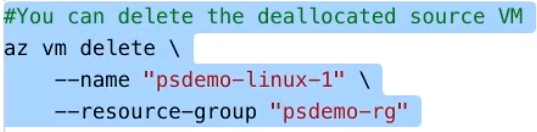 #You can delete the deallocated source VM
az vm delete \
    --name "psdemo-linux-1" \
    --resource-group "psdemo-rg"